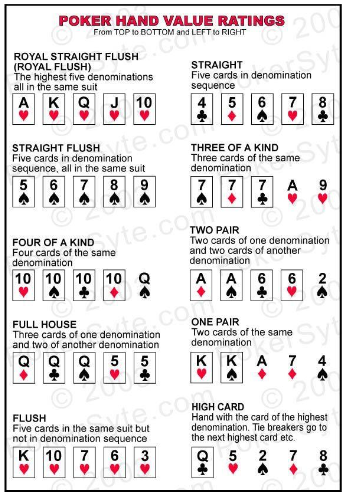 POKER HAND VALUE RATINGS
From TOP to BOTTOM and LEFT to RIGHT
ROYAL STRAIGHT FLUSH
(ROYAL FLUSH)
The highest five denominations
all in the same suit
A K Q J 10
STRAIGHT FLUSH
Five cards in denomination
sequence, all in the same suit
5 6 7 8 9
FOUR OF A KIND
Four cards of the same
denomination
10 10 10 10 Q
FULL HOUSE
Three cards of one denomination
and two of another denomination
Q Q Q 5 5
FLUSH
Five cards in the same suit but
not in denomination sequence
K 10 7 6 3
STRAIGHT
Five cards in denomination
sequence
4 5 6 7 8
THREE OF A KIND
Three cards of the same
denomination
7 7 7 A 9
TWO PAIR
Two cards of one denomination
and two cards of another
denomination
A A 6 6 2
ONE PAIR
Two cards of the same
denomination
K K A 7 4
HIGH CARD
Hand with the card of the highest
denomination. Tie breakers go to
the next highest card etc.
Q 5 2 7 4